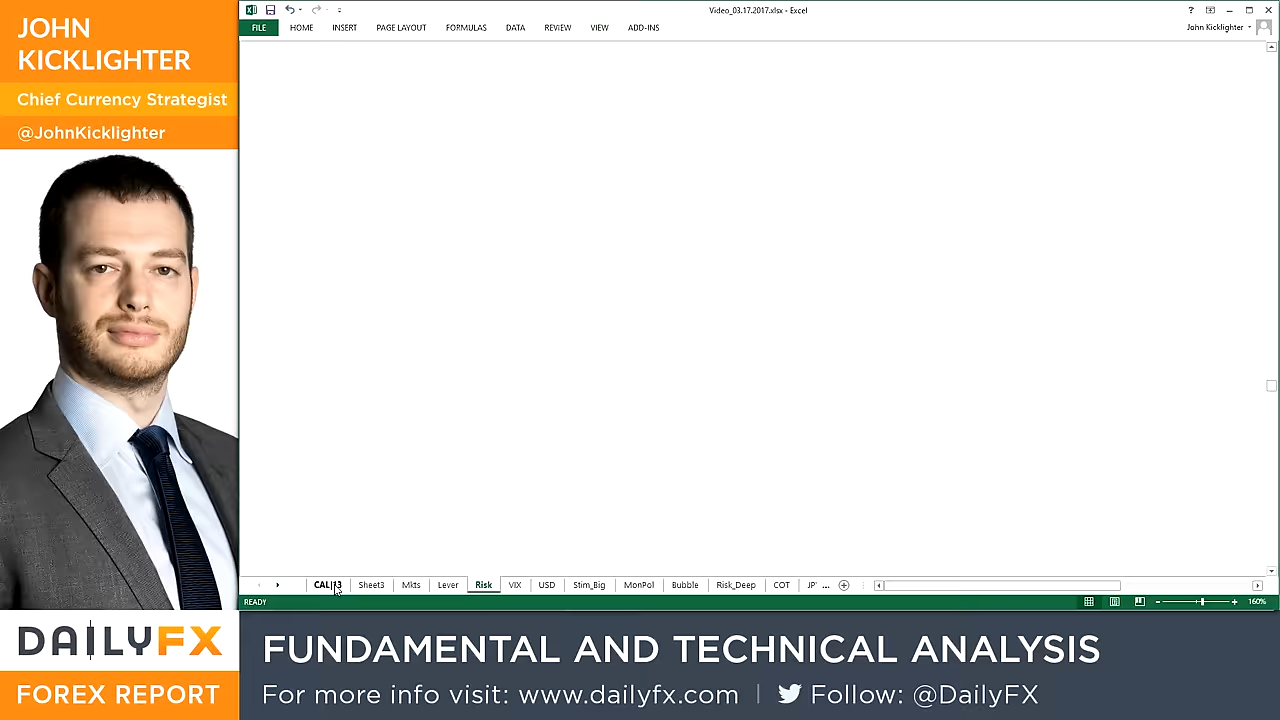 JOHN
KICKLIGHTER
Chief Currency Strategist
@JohnKicklighter
DAILYFX
FOREX REPORT
Video_03.17.2017.xlsx - Excel
FILE HOME INSERT PAGE LAYOUT FORMULAS DATA REVIEW VIEW ADD-INS
John Kicklighter
Sheet3 Mkts Lever Risk VIX USD Stim_Big MonPol Bubble Risk_Deep COT JP' ...
READY
160%
FUNDAMENTAL AND TECHNICAL ANALYSIS
For more info visit: www.dailyfx.com | Follow: @DailyFX